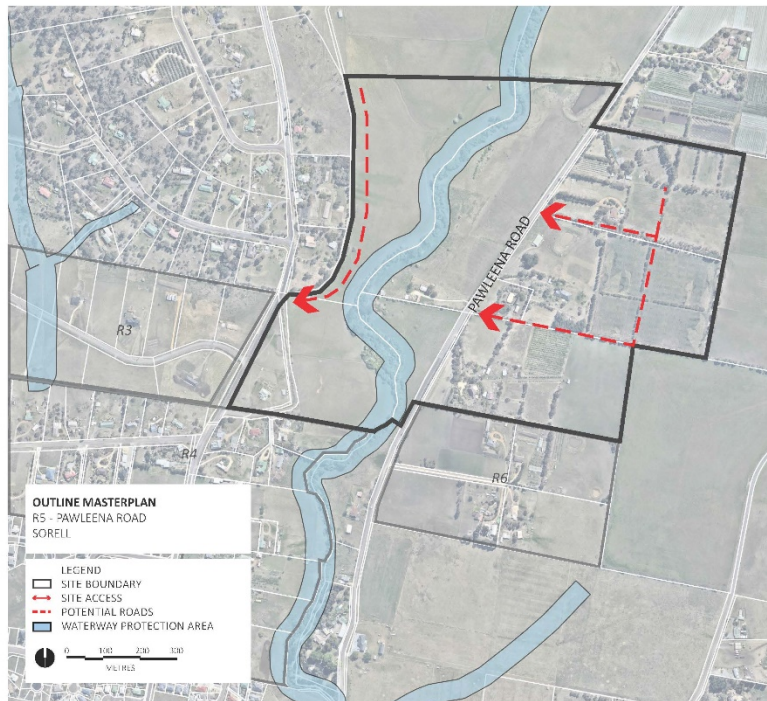 PAWLEENA ROAD
R3
R4
R6
OUTLINE MASTERPLAN
R5 - PAWLEENA ROAD
SORELL
LEGEND
SITE BOUNDARY
SITE ACCESS
POTENTIAL ROADS
WATERWAY PROTECTION AREA
0 100 200 300
METRES